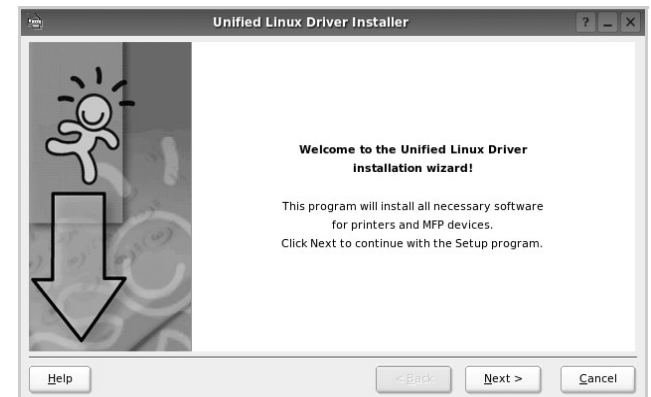 Unified Linux Driver Installer
Welcome to the Unified Linux Driver
installation wizard!
This program will install all necessary software
for printers and MFP devices.
Click Next to continue with the Setup program.
Help
< Back
Next >
Cancel